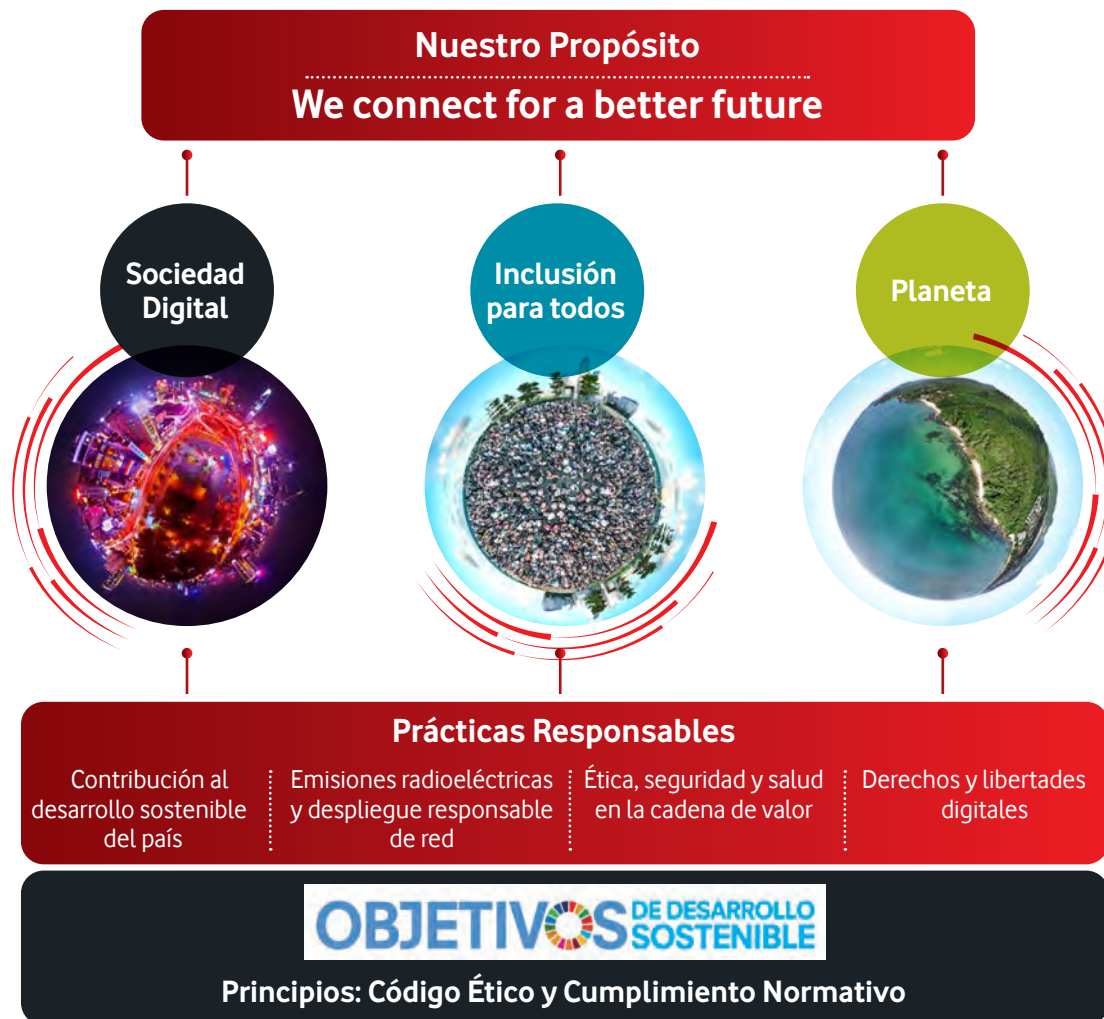 Nuestro Propósito
We connect for a better future
Sociedad
Digital
Inclusión
para todos
Planeta
Prácticas Responsables
Contribución al
desarrollo sostenible
del país
Emisiones radioeléctricas
y despliegue responsable
de red
Ética, seguridad y salud
en la cadena de valor
Derechos y libertades
digitales
OBJETIVOS DE DESARROLLO
SOSTENIBLE
Principios: Código Ético y Cumplimiento Normativo